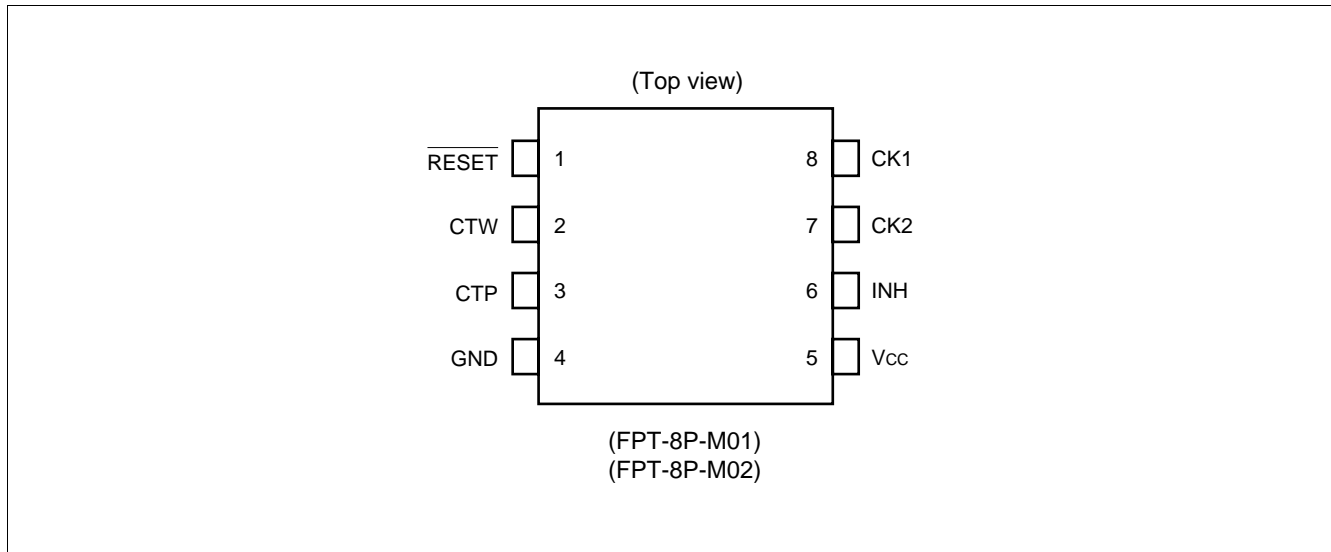 (Top view)
RESET 1 8 CK1
CTW 2 7 CK2
CTP 3 6 INH
GND 4 5 VCC
(FPT-8P-M01)
(FPT-8P-M02)